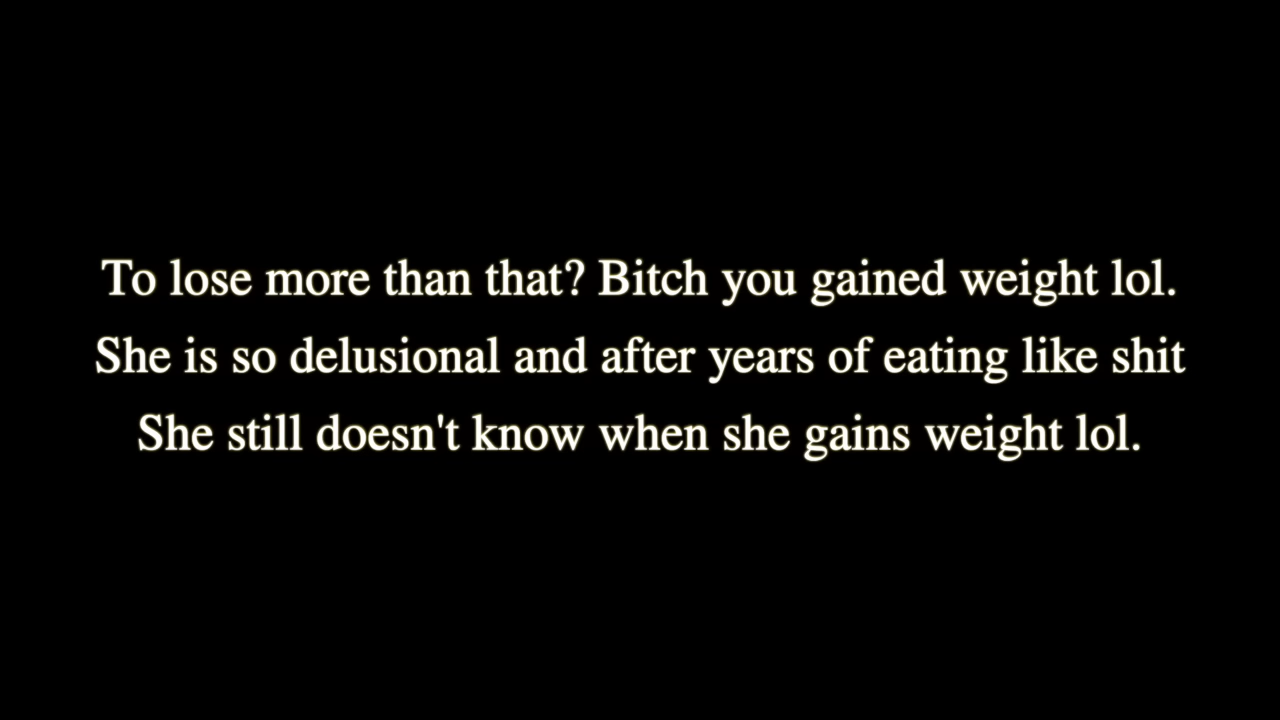 To lose more than that? Bitch you gained weight lol.
She is so delusional and after years of eating like shit
She still doesn't know when she gains weight lol.